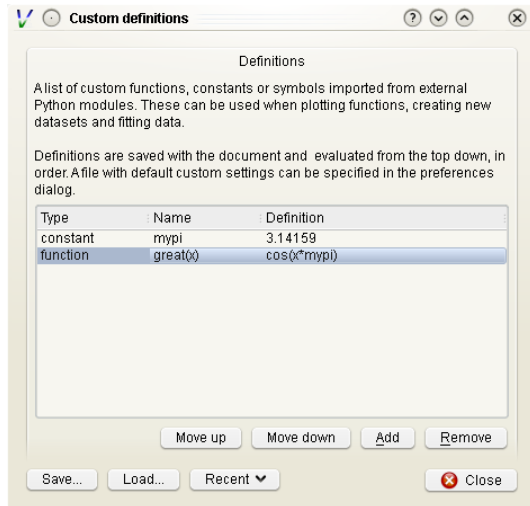 Custom definitions
Definitions
A list of custom functions, constants or symbols imported from external
Python modules. These can be used when plotting functions, creating new
datasets and fitting data.
Definitions are saved with the document and evaluated from the top down, in
order. A file with default custom settings can be specified in the preferences
dialog.
Type Name Definition
constant mypi 3.14159
function great(x) cos(x*mypi)
Move up Move down Add Remove
Save... Load... Recent Close